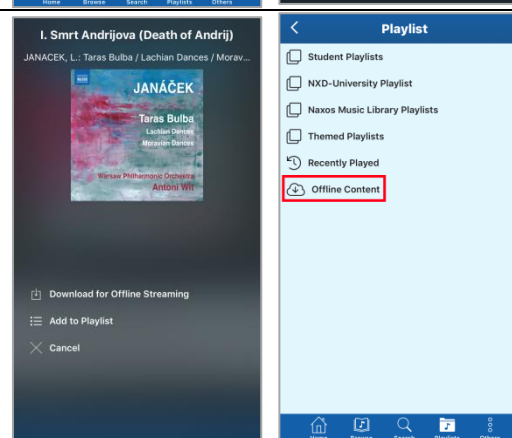 Home Browse Search Playlists Others
I. Smrt Andrijova (Death of Andrij)
JANACEK, L.: Taras Bulba / Lachian Dances / Morav...
NAXOS
JANÁČEK
Taras Bulba
Lachian Dances
Moravian Dances
Warsaw Philharmonic Orchestra
Antoni Wit
Download for Offline Streaming
Add to Playlist
Cancel
Playlist
Student Playlists
NXD-University Playlist
Naxos Music Library Playlists
Themed Playlists
Recently Played
Offline Content
Home Browse Search Playlists Others